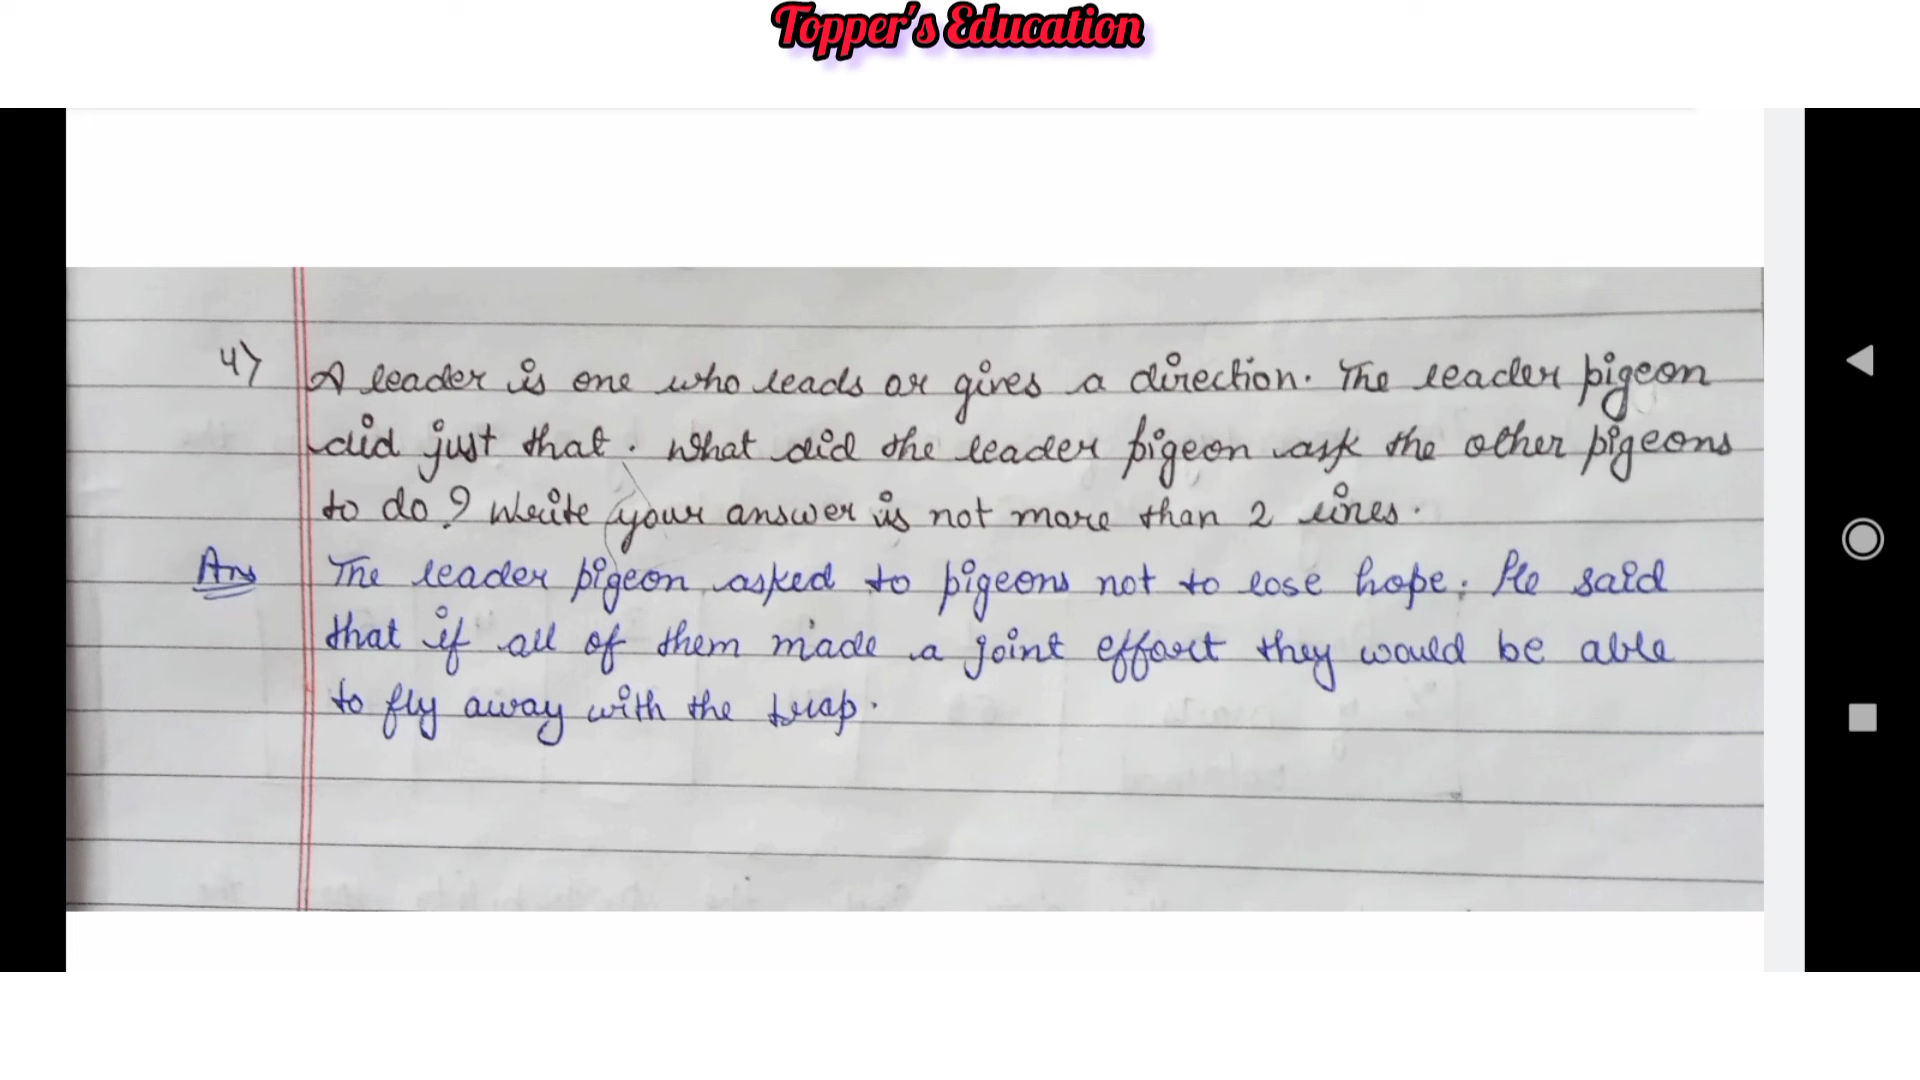 Topper's Education
4) A leader is one who leads or gives a direction. The leader pigeon
did just that. What did the leader pigeon ask the other pigeons
to do? Write your answer is not more than 2 lines.
Ans The leader pigeon asked to pigeons not to lose hope. He said
that if all of them made a joint effort they would be able
to fly away with the trap.